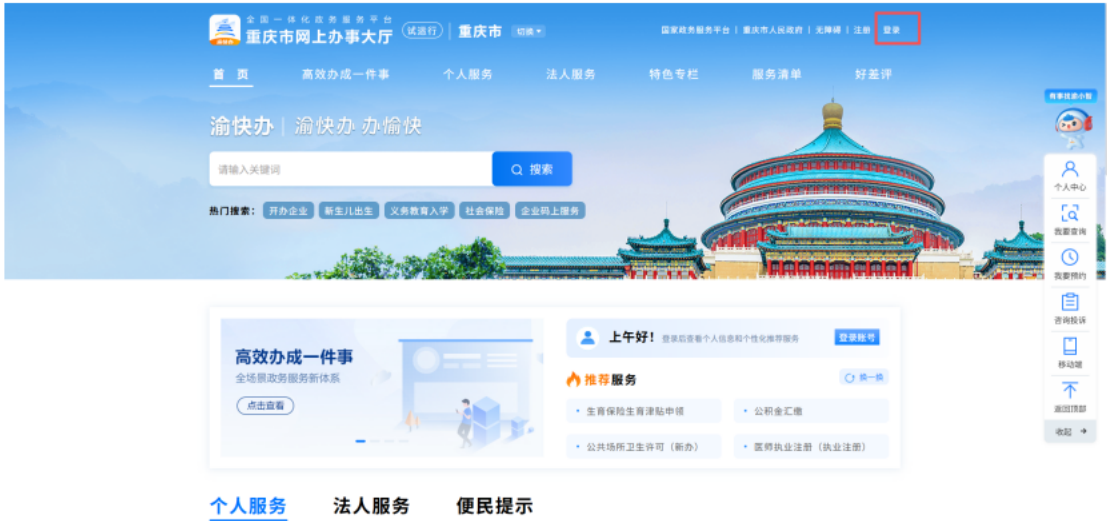 全国一体化政务服务平台
重庆市网上办事大厅 试运行 重庆市 切换
国家政务服务平台 | 重庆市人民政府 | 无障碍 | 注册 登录
首 页 高效办成一件事 个人服务 法人服务 特色专栏 服务清单 好差评
渝快办 | 渝快办 办愉快
请输入关键词 搜索
热门搜索: 开办企业 新生儿出生 义务教育入学 社会保险 企业码上服务
个人中心
我要查询
我要预约
咨询投诉
移动端
返回顶部
收起
高效办成一件事
全场景政务服务新体系
点击查看
上午好! 登录后查看个人信息和个性化推荐服务 登录账号
推荐服务 换一换
生育保险生育津贴申领 公积金汇缴
公共场所卫生许可(新办) 医师执业注册(执业注册)
个人服务 法人服务 便民提示